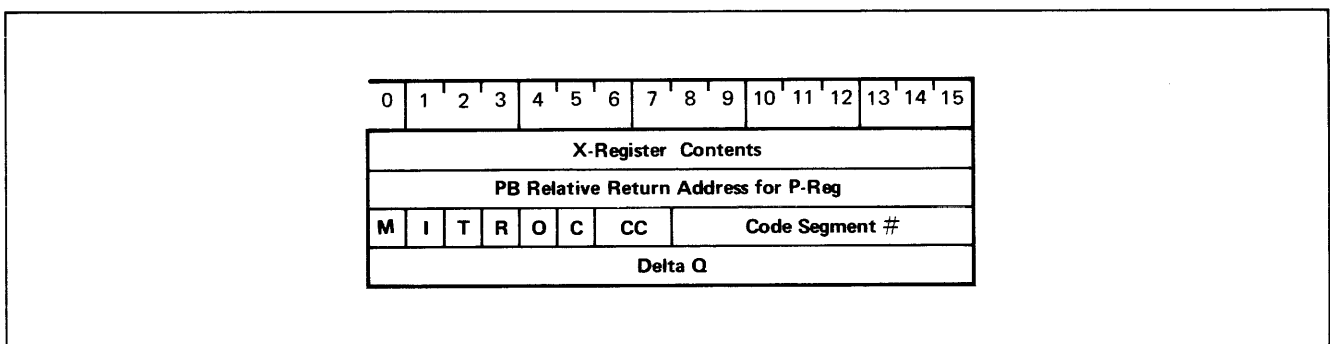 0 1 2 3 4 5 6 7 8 9 10 11 12 13 14 15
X-Register Contents
PB Relative Return Address for P-Reg
M I T R O C CC Code Segment #
Delta Q